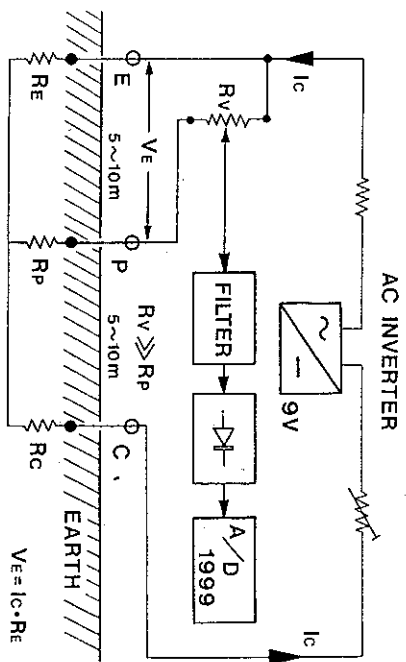 AC INVERTER
Ic
Ic
~
9V
RV
FILTER
A/D
1999
VE
RV ≫ RP
E
P
C
5~10m
5~10m
RE
RP
RC
EARTH
VE = Ic · RE